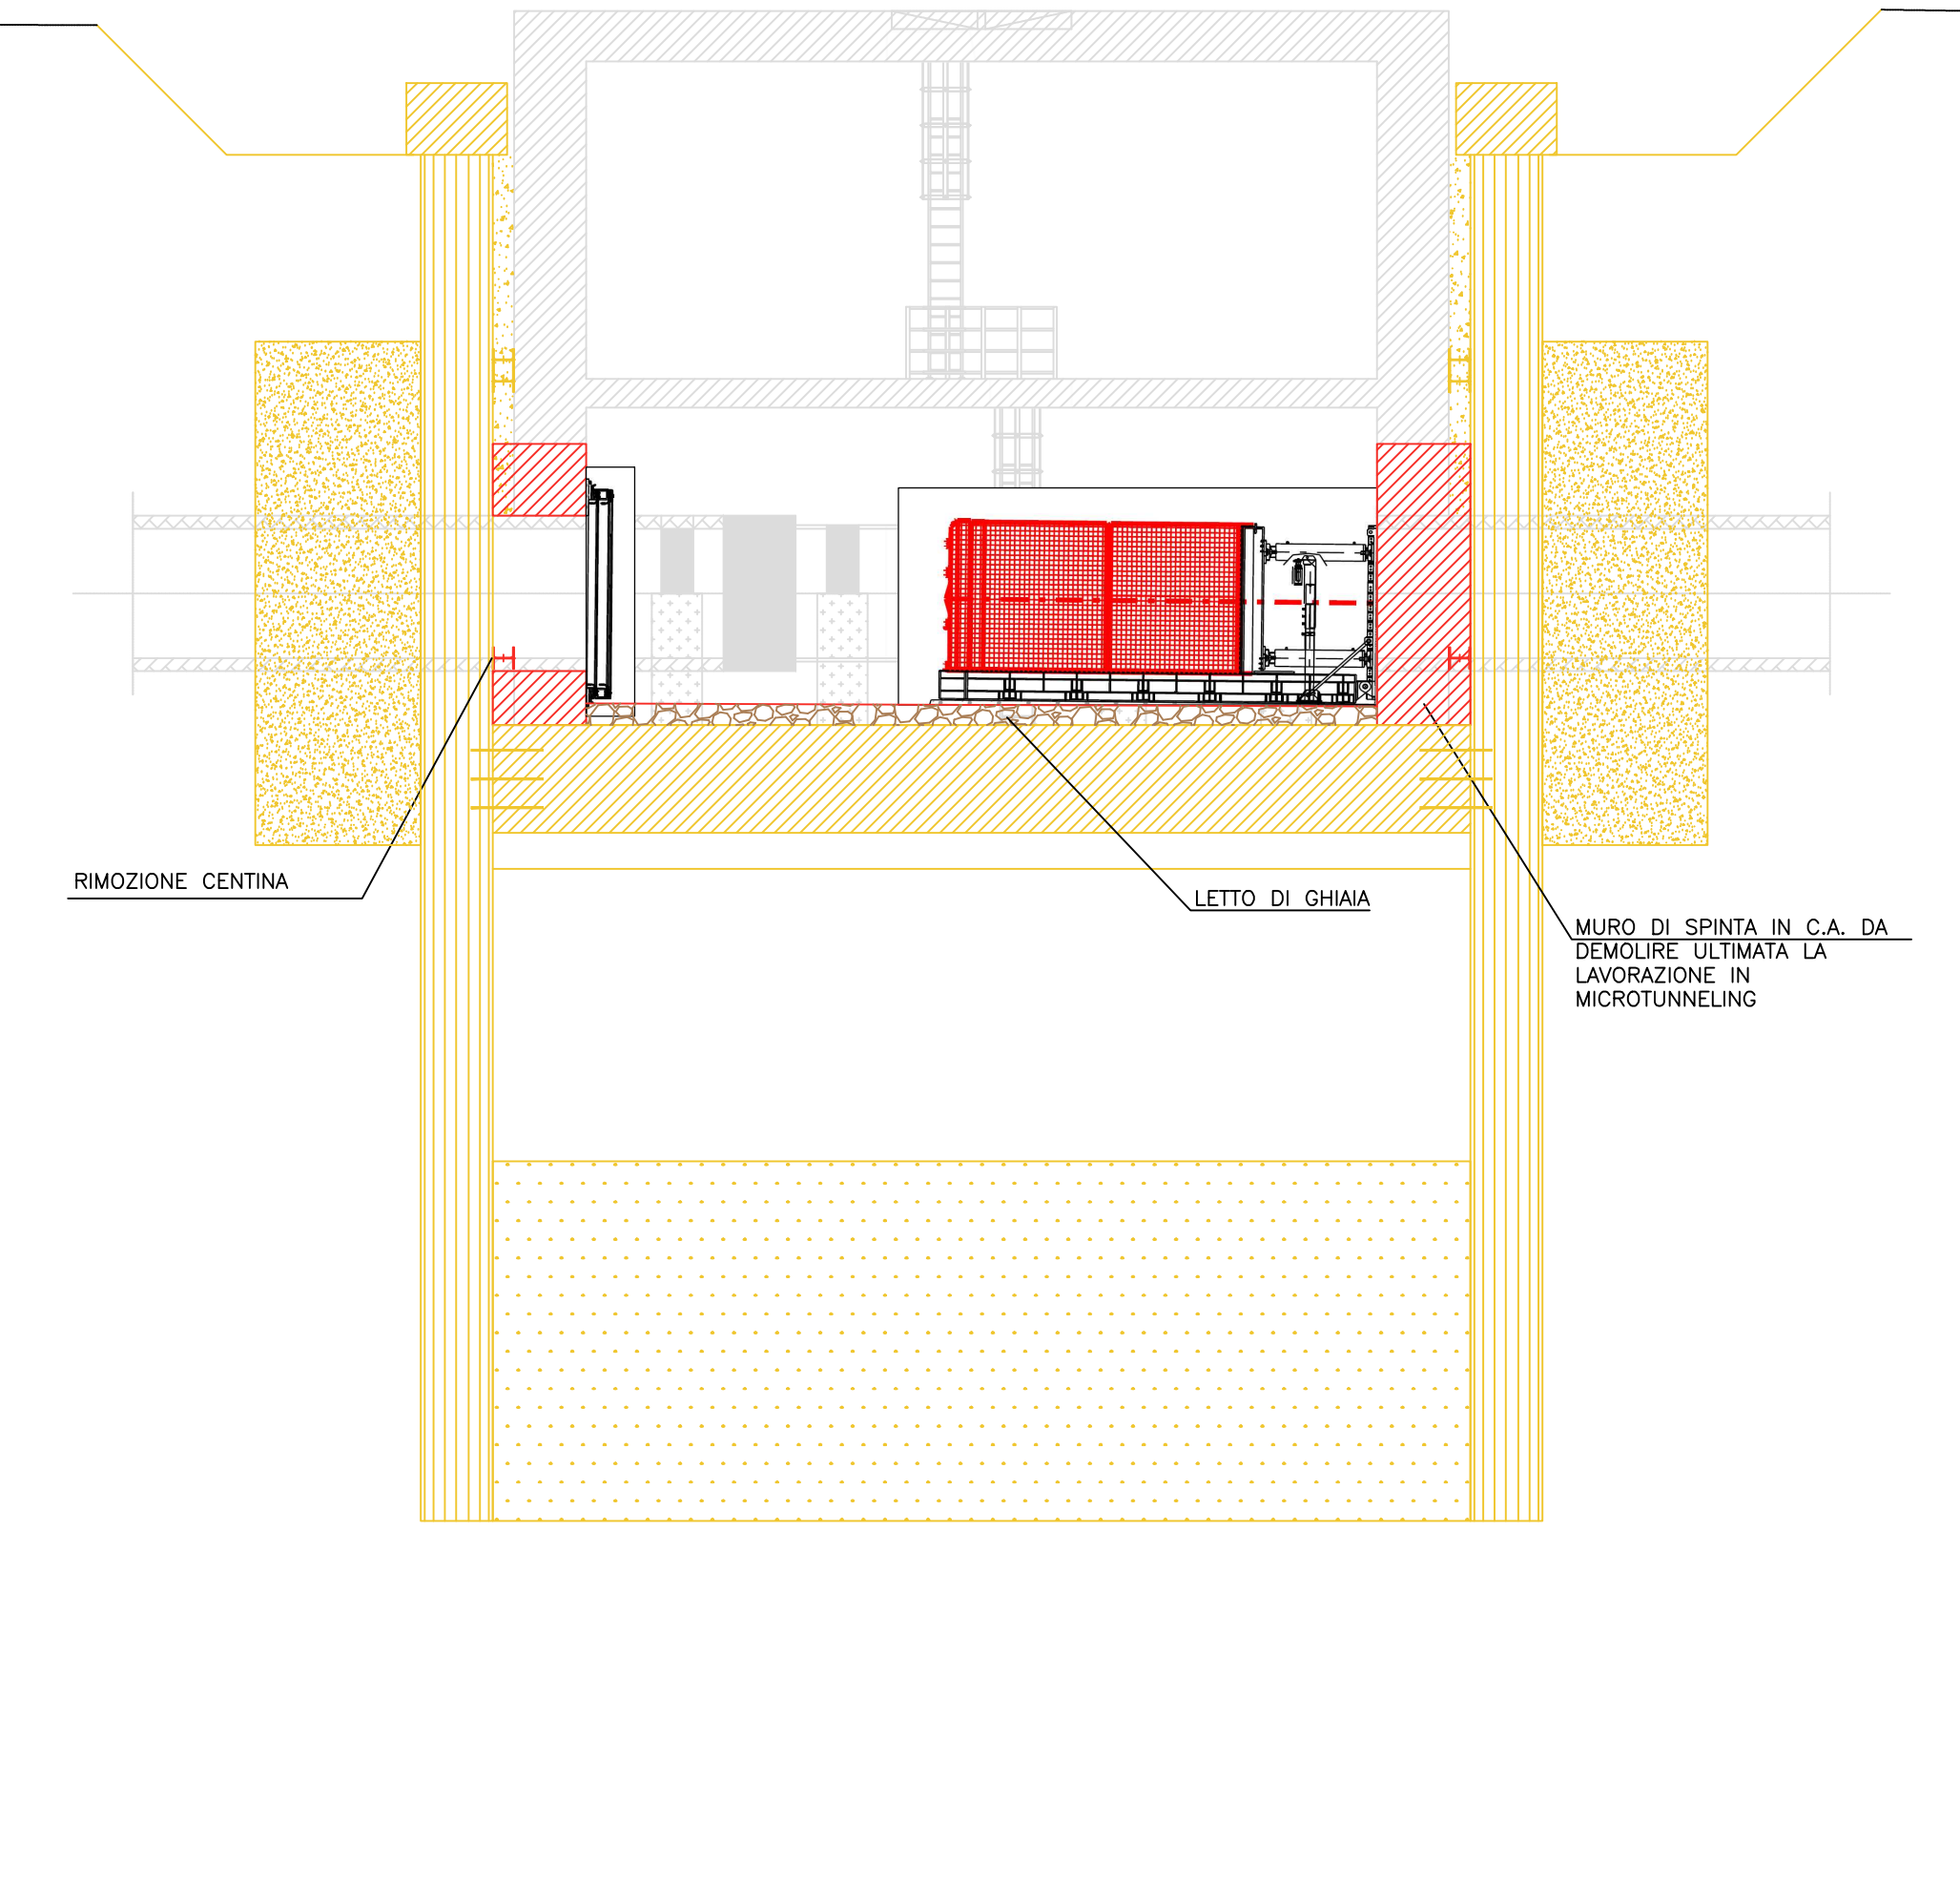 RIMOZIONE CENTINA
LETTO DI GHIAIA
MURO DI SPINTA IN C.A. DA
DEMOLIRE ULTIMATA LA
LAVORAZIONE IN
MICROTUNNELING